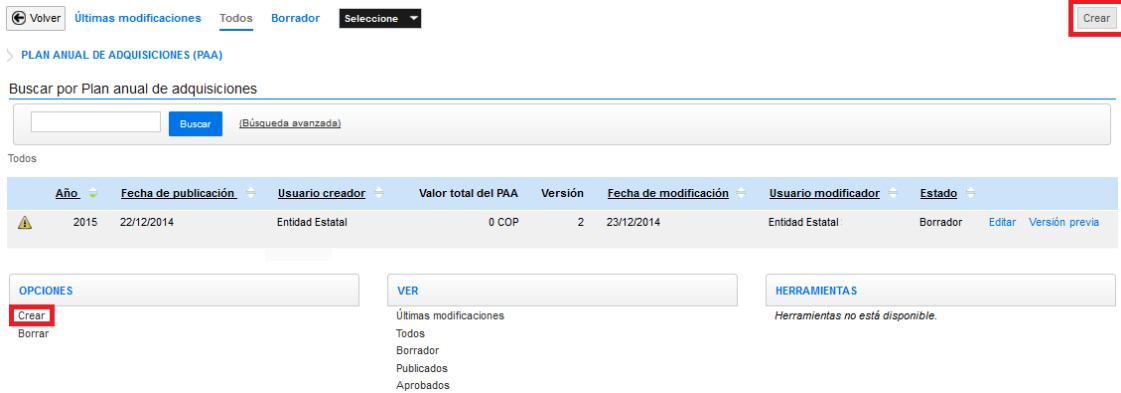 Volver Últimas modificaciones Todos Borrador Seleccione Crear
PLAN ANUAL DE ADQUISICIONES (PAA)
Buscar por Plan anual de adquisiciones
Buscar (Búsqueda avanzada)
Todos
Año Fecha de publicación Usuario creador Valor total del PAA Versión Fecha de modificación Usuario modificador Estado
2015 22/12/2014 Entidad Estatal 0 COP 2 23/12/2014 Entidad Estatal Borrador Editar Versión previa
OPCIONES VER HERRAMIENTAS
Crear Últimas modificaciones Herramientas no está disponible.
Borrar Todos
Borrador
Publicados
Aprobados